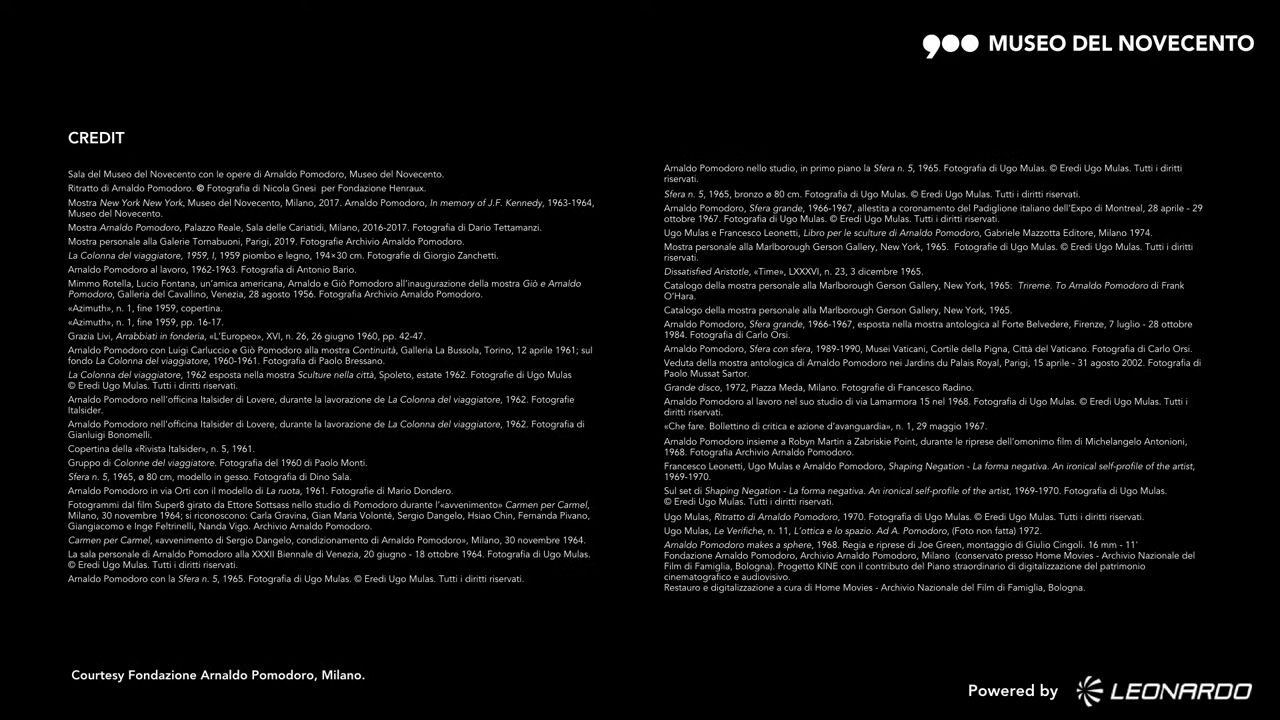 900 MUSEO DEL NOVECENTO
CREDIT
Sala del Museo del Novecento con le opere di Arnaldo Pomodoro, Museo del Novecento.
Ritratto di Arnaldo Pomodoro. © Fotografia di Nicola Gnesi per Fondazione Henraux.
Mostra New York New York, Museo del Novecento, Milano, 2017. Arnaldo Pomodoro, In memory of J.F. Kennedy, 1963-1964,
Museo del Novecento.
Mostra Arnaldo Pomodoro, Palazzo Reale, Sala delle Cariatidi, Milano, 2016-2017. Fotografia di Dario Tettamanzi.
Mostra personale alla Galerie Tornabuoni, Parigi, 2019. Fotografie Archivio Arnaldo Pomodoro.
La Colonna del viaggiatore, 1959, I, 1959 piombo e legno, 194×30 cm. Fotografie di Giorgio Zanchetti.
Arnaldo Pomodoro al lavoro, 1962-1963. Fotografia di Antonio Bario.
Mimmo Rotella, Lucio Fontana, un'amica americana, Arnaldo e Giò Pomodoro all'inaugurazione della mostra Giò e Arnaldo
Pomodoro, Galleria del Cavallino, Venezia, 28 agosto 1956. Fotografia Archivio Arnaldo Pomodoro.
«Azimuth», n. 1, fine 1959, copertina.
«Azimuth», n. 1, fine 1959, pp. 16-17.
Grazia Livi, Arrabbiati in fonderia, «L'Europeo», XVI, n. 26, 26 giugno 1960, pp. 42-47.
Arnaldo Pomodoro con Luigi Carluccio e Giò Pomodoro alla mostra Continuità, Galleria La Bussola, Torino, 12 aprile 1961; sul
fondo La Colonna del viaggiatore, 1960-1961. Fotografia di Paolo Bressano.
La Colonna del viaggiatore, 1962 esposta nella mostra Sculture nella città, Spoleto, estate 1962. Fotografie di Ugo Mulas
© Eredi Ugo Mulas. Tutti i diritti riservati.
Arnaldo Pomodoro nell'officina Italsider di Lovere, durante la lavorazione de La Colonna del viaggiatore, 1962. Fotografie
Italsider.
Arnaldo Pomodoro nell'officina Italsider di Lovere, durante la lavorazione de La Colonna del viaggiatore, 1962. Fotografia di
Gianluigi Bonomelli.
Copertina della «Rivista Italsider», n. 5, 1961.
Gruppo di Colonne del viaggiatore. Fotografia del 1960 di Paolo Monti.
Sfera n. 5, 1965, ø 80 cm, modello in gesso. Fotografia di Dino Sala.
Arnaldo Pomodoro in via Orti con il modello di La ruota, 1961. Fotografie di Mario Dondero.
Fotogrammi dal film Super8 girato da Ettore Sottsass nello studio di Pomodoro durante l'«avvenimento» Carmen per Carmel,
Milano, 30 novembre 1964; si riconoscono: Carla Gravina, Gian Maria Volonté, Sergio Dangelo, Hsiao Chin, Fernanda Pivano,
Giangiacomo e Inge Feltrinelli, Nanda Vigo. Archivio Arnaldo Pomodoro.
Carmen per Carmel, «avvenimento di Sergio Dangelo, condizionamento di Arnaldo Pomodoro», Milano, 30 novembre 1964.
La sala personale di Arnaldo Pomodoro alla XXXII Biennale di Venezia, 20 giugno - 18 ottobre 1964. Fotografia di Ugo Mulas.
© Eredi Ugo Mulas. Tutti i diritti riservati.
Arnaldo Pomodoro con la Sfera n. 5, 1965. Fotografia di Ugo Mulas. © Eredi Ugo Mulas. Tutti i diritti riservati.
Arnaldo Pomodoro nello studio, in primo piano la Sfera n. 5, 1965. Fotografia di Ugo Mulas. © Eredi Ugo Mulas. Tutti i diritti
riservati.
Sfera n. 5, 1965, bronzo ø 80 cm. Fotografia di Ugo Mulas. © Eredi Ugo Mulas. Tutti i diritti riservati.
Arnaldo Pomodoro, Sfera grande, 1966-1967, allestita a coronamento del Padiglione italiano dell'Expo di Montreal, 28 aprile - 29
ottobre 1967. Fotografia di Ugo Mulas. © Eredi Ugo Mulas. Tutti i diritti riservati.
Ugo Mulas e Francesco Leonetti, Libro per le sculture di Arnaldo Pomodoro, Gabriele Mazzotta Editore, Milano 1974.
Mostra personale alla Marlborough Gerson Gallery, New York, 1965. Fotografie di Ugo Mulas. © Eredi Ugo Mulas. Tutti i diritti
riservati.
Dissatisfied Aristotle, «Time», LXXXVI, n. 23, 3 dicembre 1965.
Catalogo della mostra personale alla Marlborough Gerson Gallery, New York, 1965: Trireme. To Arnaldo Pomodoro di Frank
O'Hara.
Catalogo della mostra personale alla Marlborough Gerson Gallery, New York, 1965.
Arnaldo Pomodoro, Sfera grande, 1966-1967, esposta nella mostra antologica al Forte Belvedere, Firenze, 7 luglio - 28 ottobre
1984. Fotografia di Carlo Orsi.
Arnaldo Pomodoro, Sfera con sfera, 1989-1990, Musei Vaticani, Cortile della Pigna, Città del Vaticano. Fotografia di Carlo Orsi.
Veduta della mostra antologica di Arnaldo Pomodoro nei Jardins du Palais Royal, Parigi, 15 aprile - 31 agosto 2002. Fotografia di
Paolo Mussat Sartor.
Grande disco, 1972, Piazza Meda, Milano. Fotografie di Francesco Radino.
Arnaldo Pomodoro al lavoro nel suo studio di via Lamarmora 15 nel 1968. Fotografia di Ugo Mulas. © Eredi Ugo Mulas. Tutti i
diritti riservati.
«Che fare. Bollettino di critica e azione d'avanguardia», n. 1, 29 maggio 1967.
Arnaldo Pomodoro insieme a Robyn Martin a Zabriskie Point, durante le riprese dell'omonimo film di Michelangelo Antonioni,
1968. Fotografia Archivio Arnaldo Pomodoro.
Francesco Leonetti, Ugo Mulas e Arnaldo Pomodoro, Shaping Negation - La forma negativa. An ironical self-profile of the artist,
1969-1970.
Sul set di Shaping Negation - La forma negativa. An ironical self-profile of the artist, 1969-1970. Fotografia di Ugo Mulas.
© Eredi Ugo Mulas. Tutti i diritti riservati.
Ugo Mulas, Ritratto di Arnaldo Pomodoro, 1970. Fotografia di Ugo Mulas. © Eredi Ugo Mulas. Tutti i diritti riservati.
Ugo Mulas, Le Verifiche, n. 11, L'ottica e lo spazio. Ad A. Pomodoro, (Foto non fatta) 1972.
Arnaldo Pomodoro makes a sphere, 1968. Regia e riprese di Joe Green, montaggio di Giulio Cingoli. 16 mm - 11'
Fondazione Arnaldo Pomodoro, Archivio Arnaldo Pomodoro, Milano (conservato presso Home Movies - Archivio Nazionale del
Film di Famiglia, Bologna). Progetto KINE con il contributo del Piano straordinario di digitalizzazione del patrimonio
cinematografico e audiovisivo.
Restauro e digitalizzazione a cura di Home Movies - Archivio Nazionale del Film di Famiglia, Bologna.
Courtesy Fondazione Arnaldo Pomodoro, Milano.
Powered by LEONARDO